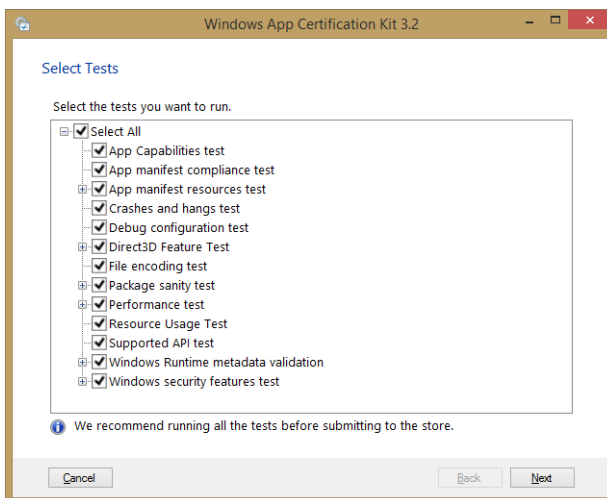 Windows App Certification Kit 3.2
Select Tests
Select the tests you want to run.
Select All
App Capabilities test
App manifest compliance test
App manifest resources test
Crashes and hangs test
Debug configuration test
Direct3D Feature Test
File encoding test
Package sanity test
Performance test
Resource Usage Test
Supported API test
Windows Runtime metadata validation
Windows security features test
We recommend running all the tests before submitting to the store.
Cancel Back Next